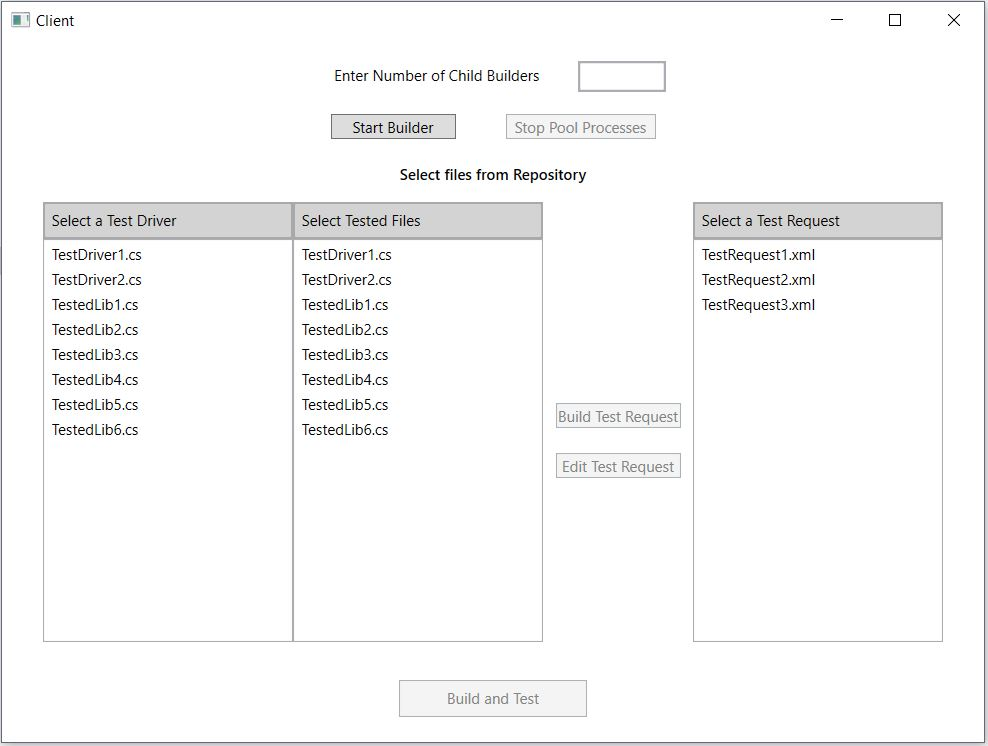 Client
Enter Number of Child Builders
Start Builder
Stop Pool Processes
Select files from Repository
Select a Test Driver
TestDriver1.cs
TestDriver2.cs
TestedLib1.cs
TestedLib2.cs
TestedLib3.cs
TestedLib4.cs
TestedLib5.cs
TestedLib6.cs
Select Tested Files
TestDriver1.cs
TestDriver2.cs
TestedLib1.cs
TestedLib2.cs
TestedLib3.cs
TestedLib4.cs
TestedLib5.cs
TestedLib6.cs
Build Test Request
Edit Test Request
Select a Test Request
TestRequest1.xml
TestRequest2.xml
TestRequest3.xml
Build and Test